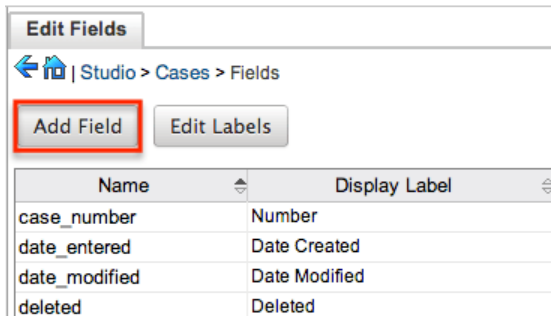 Edit Fields
| Studio > Cases > Fields
Add Field Edit Labels
Name Display Label
case_number Number
date_entered Date Created
date_modified Date Modified
deleted Deleted